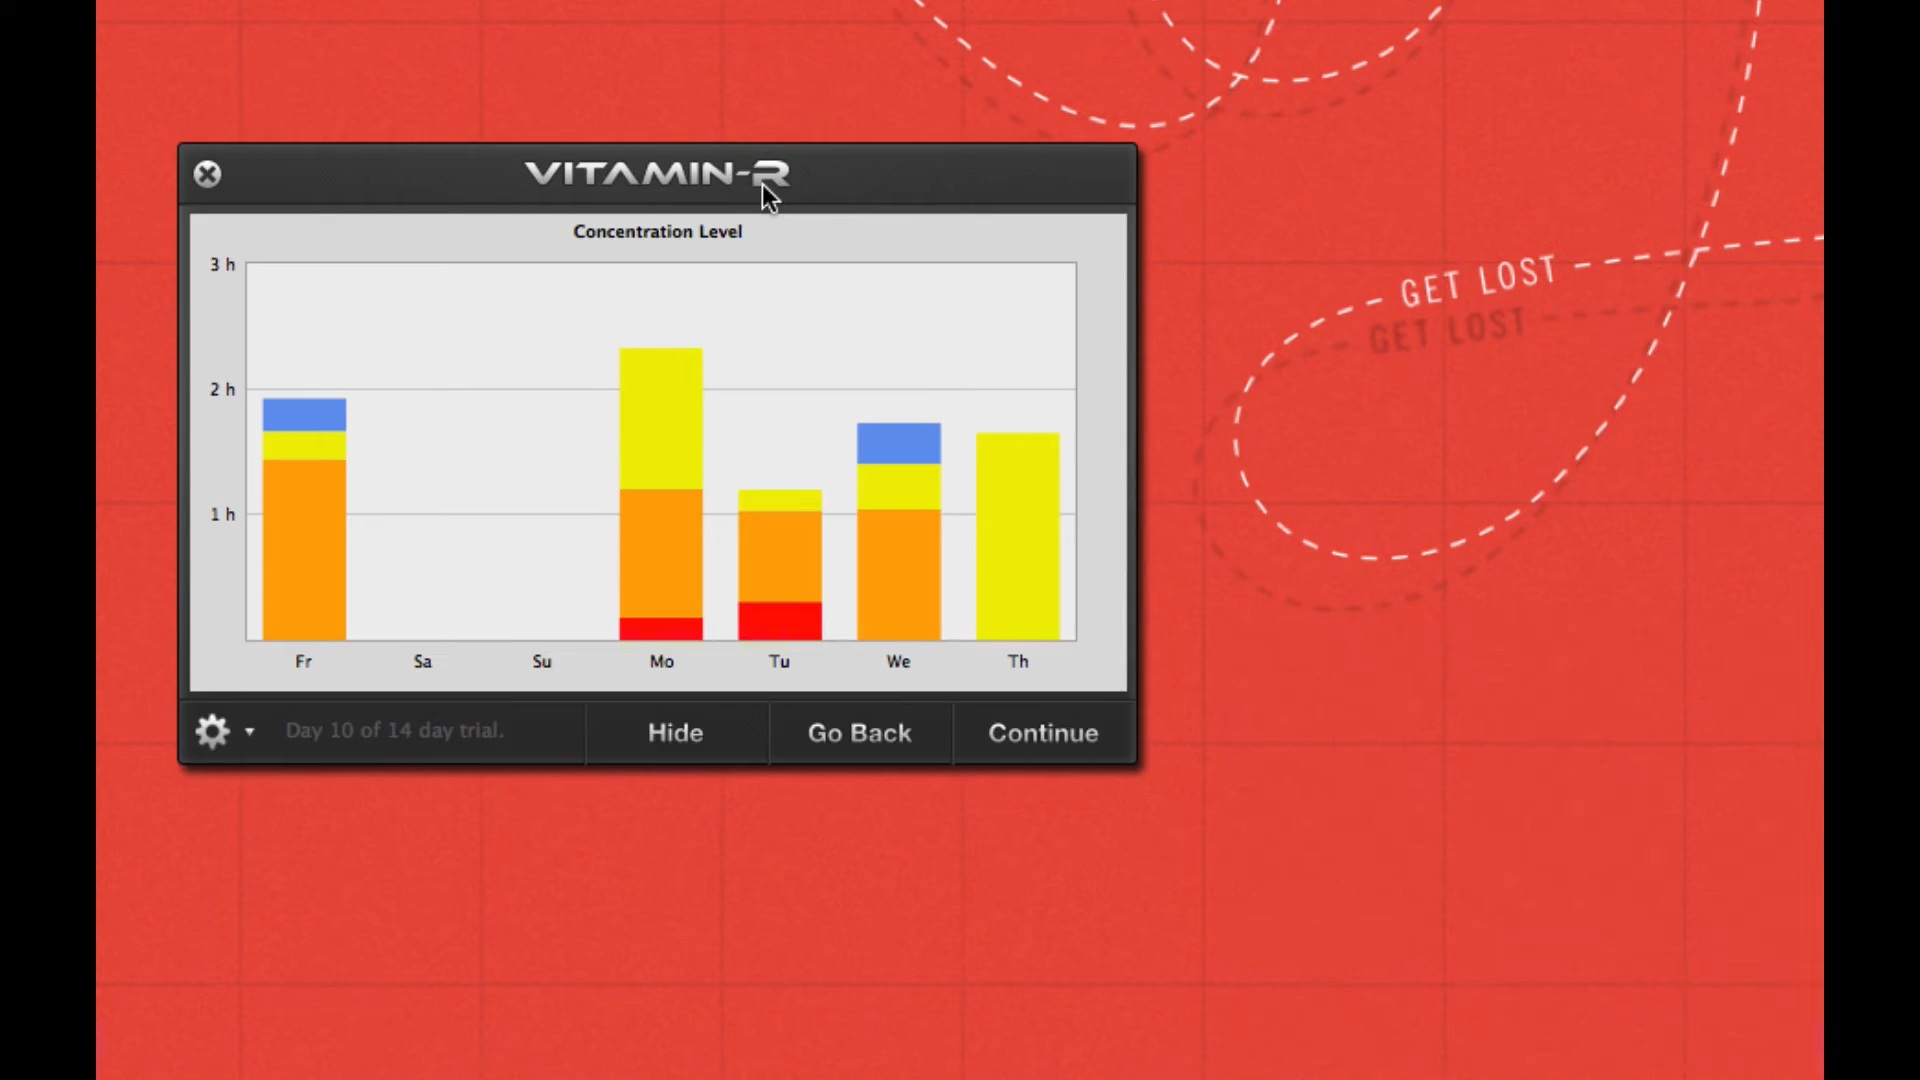 VITAMIN-R
Concentration Level
3 h
2 h
1 h
Fr Sa Su Mo Tu We Th
Day 10 of 14 day trial.
Hide
Go Back
Continue
GET LOST
GET LOST